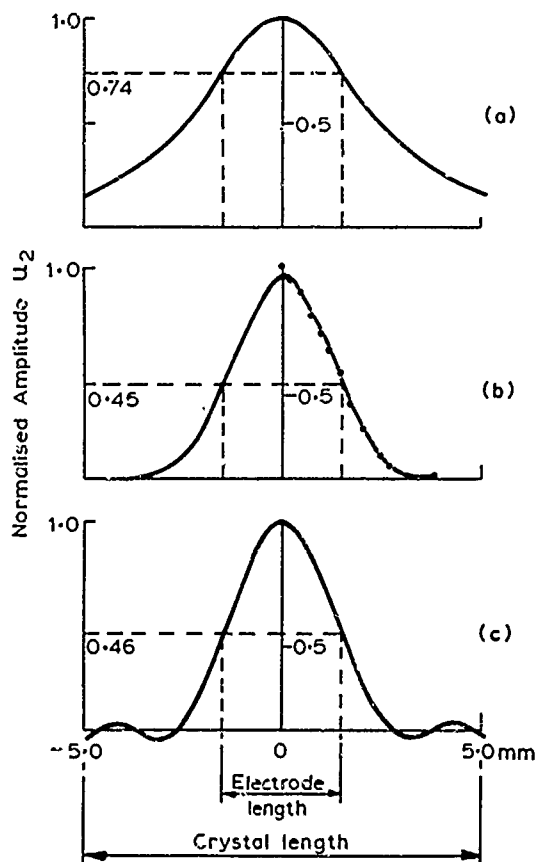 1·0
0·74
0·5
(a)
Normalised Amplitude u₂
1·0
0·45
0·5
(b)
1·0
0·46
0·5
(c)
-5·0 0 5·0mm
Electrode
length
Crystal length